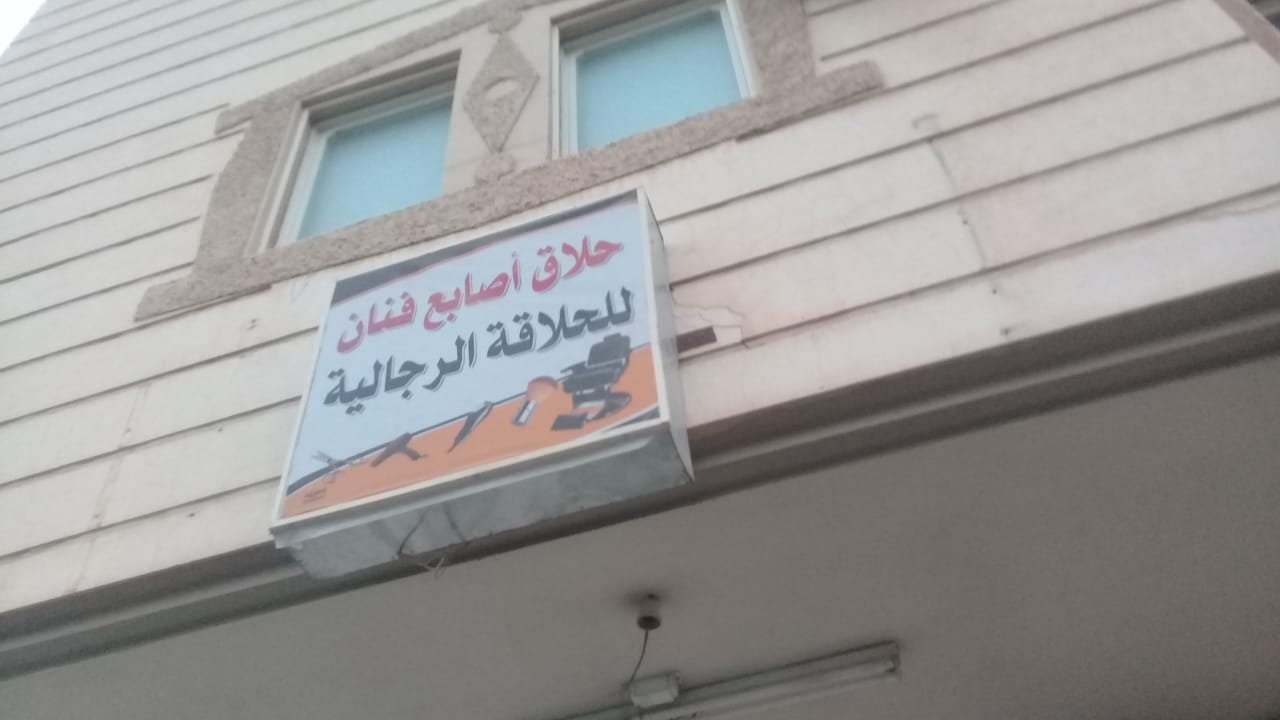 حلاق أصابع فنان
للحلاقة الرجالية